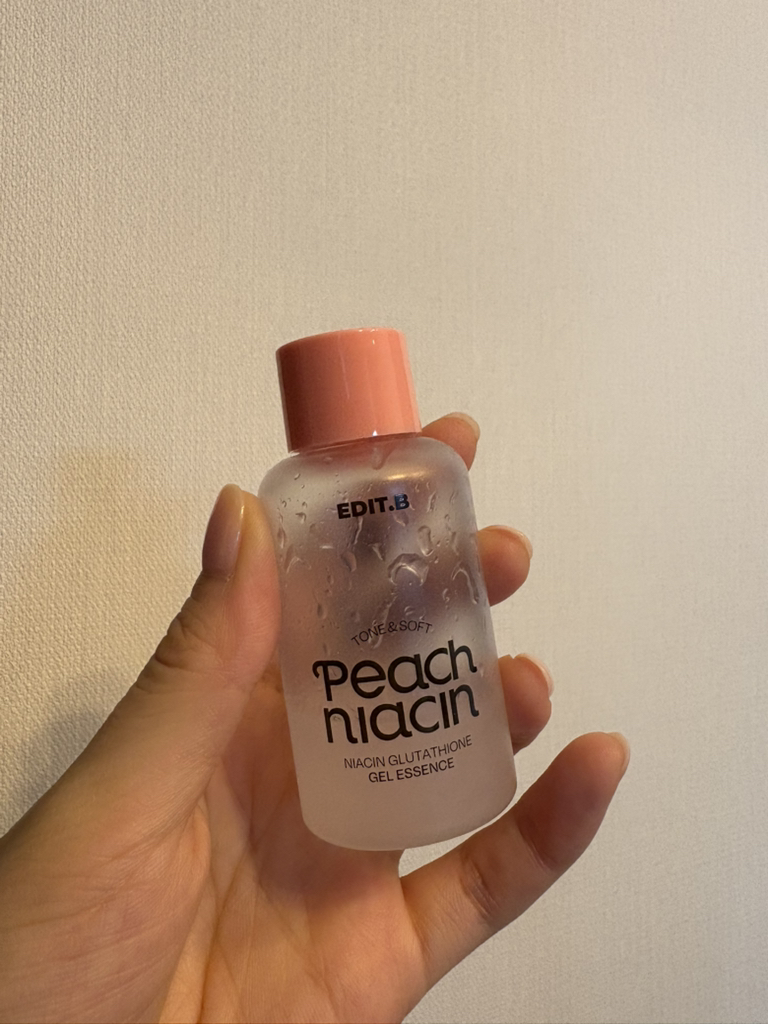 EDIT.B
TONE & SOFT
Peach
niacin
NIACIN GLUTATHIONE
GEL ESSENCE